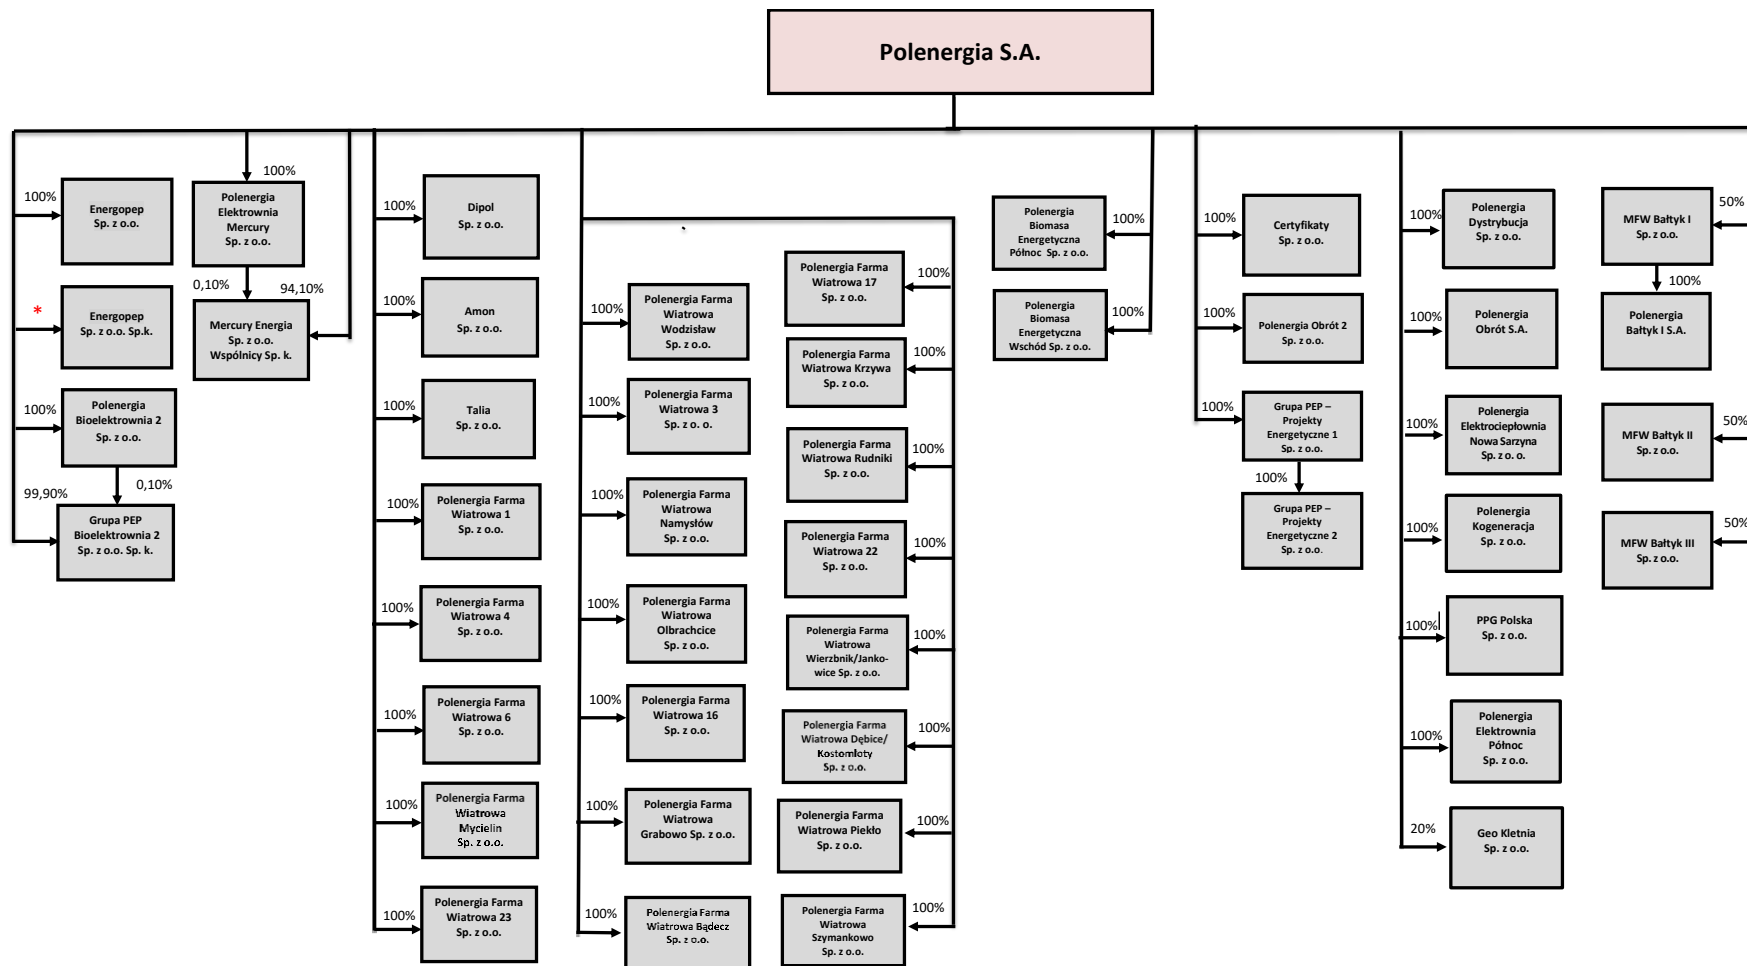 Polenergia S.A.
100%
Energopep
Sp. z o.o.
*
Energopep
Sp. z o.o. Sp.k.
100%
Polenergia
Bioelektrownia 2
Sp. z o.o.
99,90%
0,10%
Grupa PEP
Bioelektrownia 2
Sp. z o.o. Sp. k.
100%
Polenergia
Elektrownia
Mercury
Sp. z o.o.
0,10%
94,10%
Mercury Energia
Sp. z o.o.
Wspólnicy Sp. k.
100%
Dipol
Sp. z o.o.
100%
Amon
Sp. z o.o.
100%
Talia
Sp. z o.o.
100%
Polenergia Farma
Wiatrowa 1
Sp. z o.o.
100%
Polenergia Farma
Wiatrowa 4
Sp. z o.o.
100%
Polenergia Farma
Wiatrowa 6
Sp. z o.o.
100%
Polenergia Farma
Wiatrowa
Mycielin
Sp. z o.o.
100%
Polenergia Farma
Wiatrowa 23
Sp. z o.o.
100%
Polenergia Farma
Wiatrowa
Wodzisław
Sp. z o.o.
100%
Polenergia Farma
Wiatrowa 3
Sp. z o. o.
100%
Polenergia Farma
Wiatrowa
Namysłów
Sp. z o.o.
100%
Polenergia Farma
Wiatrowa
Olbrachcice
Sp. z o.o.
100%
Polenergia Farma
Wiatrowa 16
Sp. z o.o.
100%
Polenergia Farma
Wiatrowa
Grabowo Sp. z o.o.
100%
Polenergia Farma
Wiatrowa Bądecz
Sp. z o.o.
100%
Polenergia Farma
Wiatrowa 17
Sp. z o.o.
100%
Polenergia Farma
Wiatrowa Krzywa
Sp. z o.o.
100%
Polenergia Farma
Wiatrowa Rudniki
Sp. z o.o.
100%
Polenergia Farma
Wiatrowa 22
Sp. z o.o.
100%
Polenergia Farma
Wiatrowa
Wierzbnik/Janko-
wice Sp. z o.o.
100%
Polenergia Farma
Wiatrowa Dębice/
Kostomłoty
Sp. z o.o.
100%
Polenergia Farma
Wiatrowa Piekło
Sp. z o.o.
100%
Polenergia Farma
Wiatrowa
Szymankowo
Sp. z o.o.
100%
Polenergia
Biomasa
Energetyczna
Północ Sp. z o.o.
100%
Polenergia
Biomasa
Energetyczna
Wschód Sp. z o.o.
100%
Certyfikaty
Sp. z o.o.
100%
Polenergia Obrót 2
Sp. z o.o.
100%
Grupa PEP –
Projekty
Energetyczne 1
Sp. z o.o.
100%
Grupa PEP –
Projekty
Energetyczne 2
Sp. z o.o.
100%
Polenergia
Dystrybucja
Sp. z o.o.
100%
Polenergia
Obrót S.A.
100%
Polenergia
Elektrociepłownia
Nowa Sarzyna
Sp. z o. o.
100%
Polenergia
Kogeneracja
Sp. z o.o.
100%
PPG Polska
Sp. z o.o.
100%
Polenergia
Elektrownia
Północ
Sp. z o.o.
20%
Geo Kletnia
Sp. z o.o.
50%
MFW Bałtyk I
Sp. z o.o.
100%
Polenergia
Bałtyk I S.A.
50%
MFW Bałtyk II
Sp. z o.o.
50%
MFW Bałtyk III
Sp. z o.o.